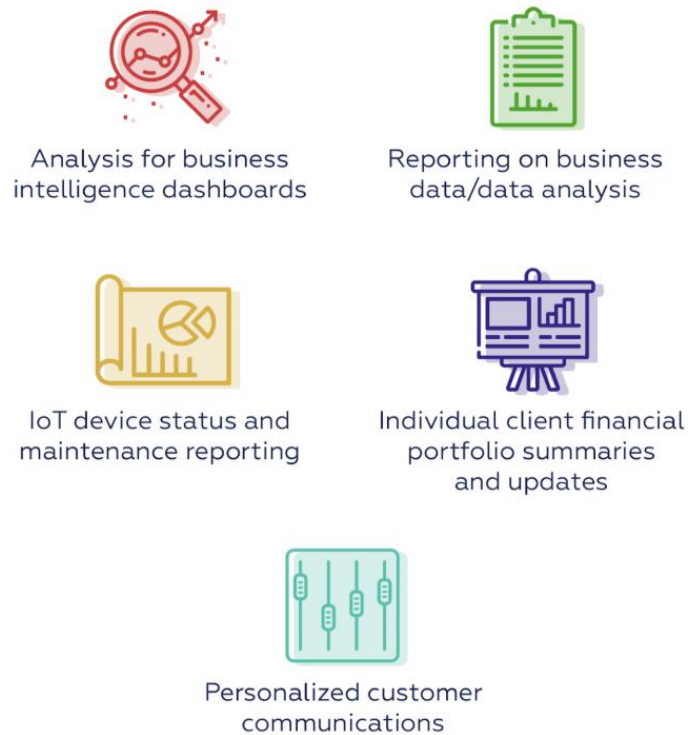 Analysis for business
intelligence dashboards
Reporting on business
data/data analysis
IoT device status and
maintenance reporting
Individual client financial
portfolio summaries
and updates
Personalized customer
communications